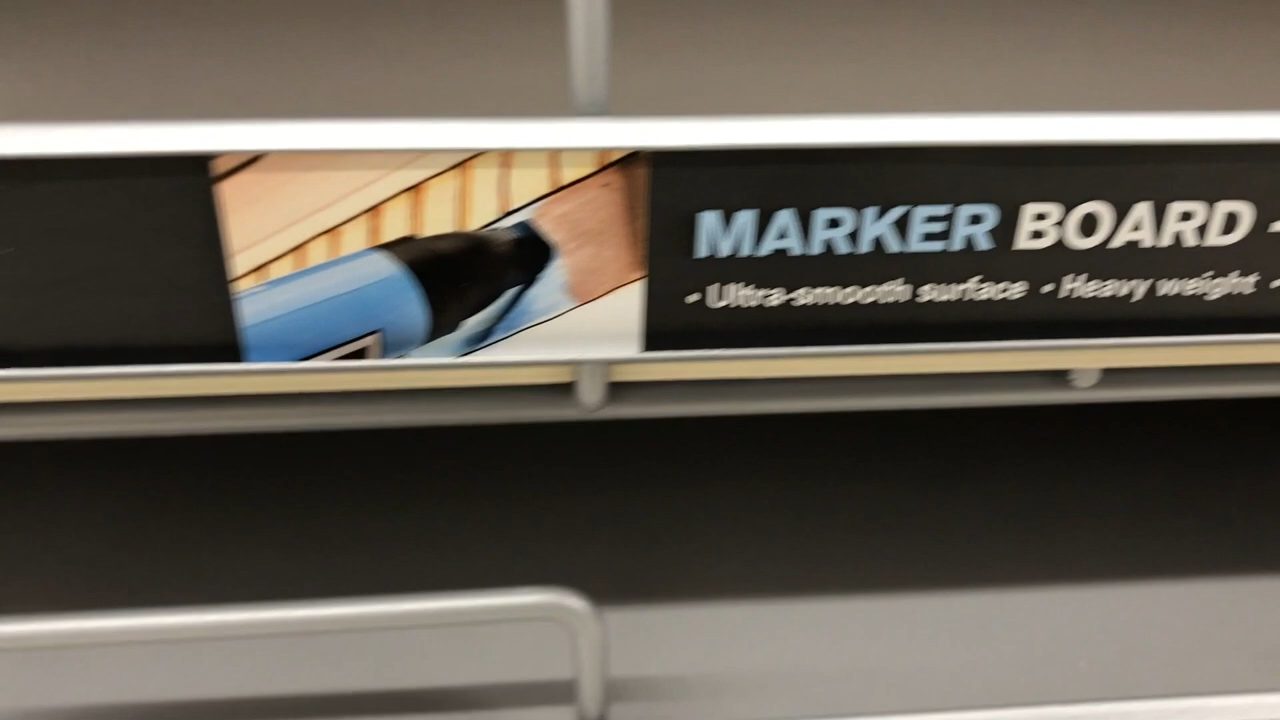 MARKER BOARD -
• Ultra-smooth surface • Heavy weight •